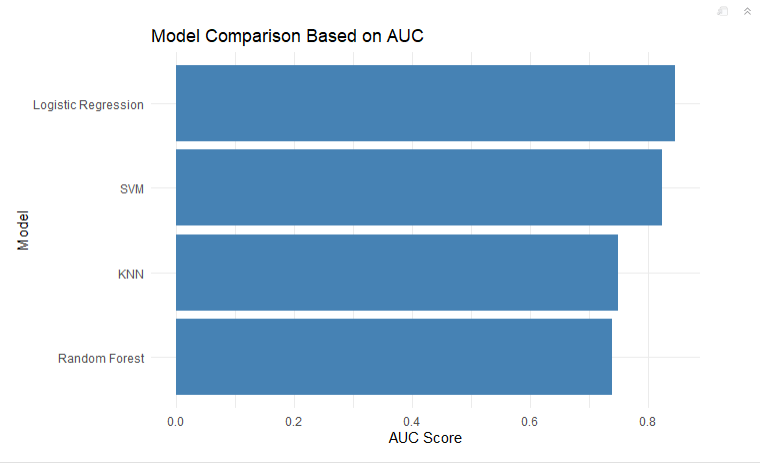 Model Comparison Based on AUC
Logistic Regression
SVM
KNN
Random Forest
Model
0.0 0.2 0.4 0.6 0.8
AUC Score